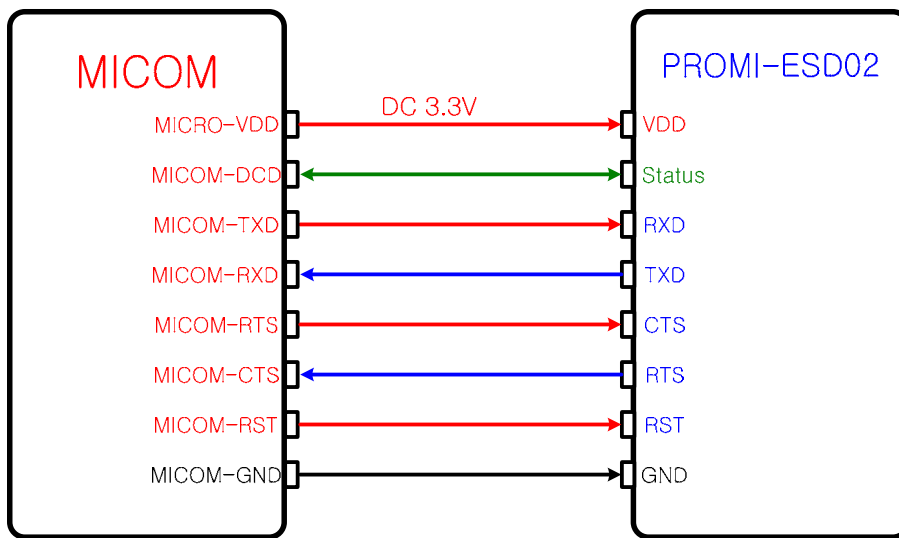 MICOM
PROMI-ESD02
DC 3.3V
MICRO-VDD
VDD
MICOM-DCD
Status
MICOM-TXD
RXD
MICOM-RXD
TXD
MICOM-RTS
CTS
MICOM-CTS
RTS
MICOM-RST
RST
MICOM-GND
GND